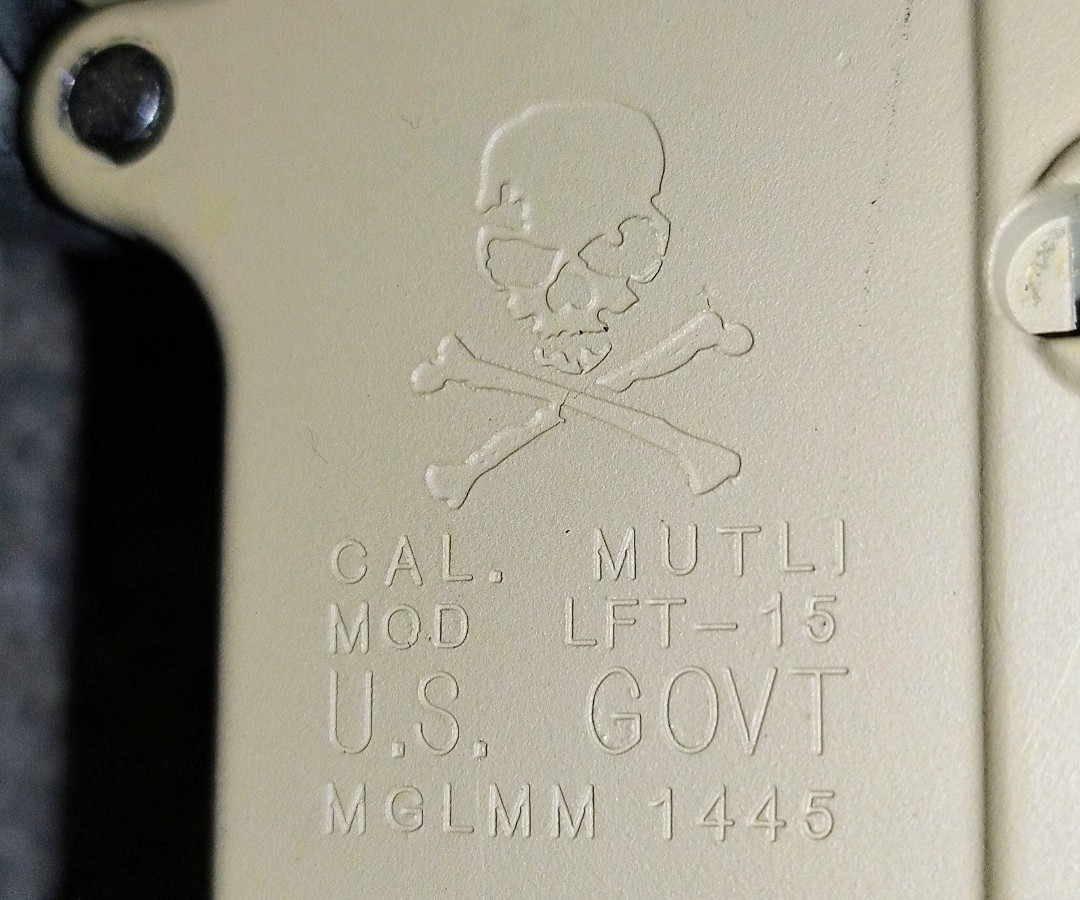 CAL. MUTLI
MOD LFT-15
U.S. GOVT
MGLMM 1445